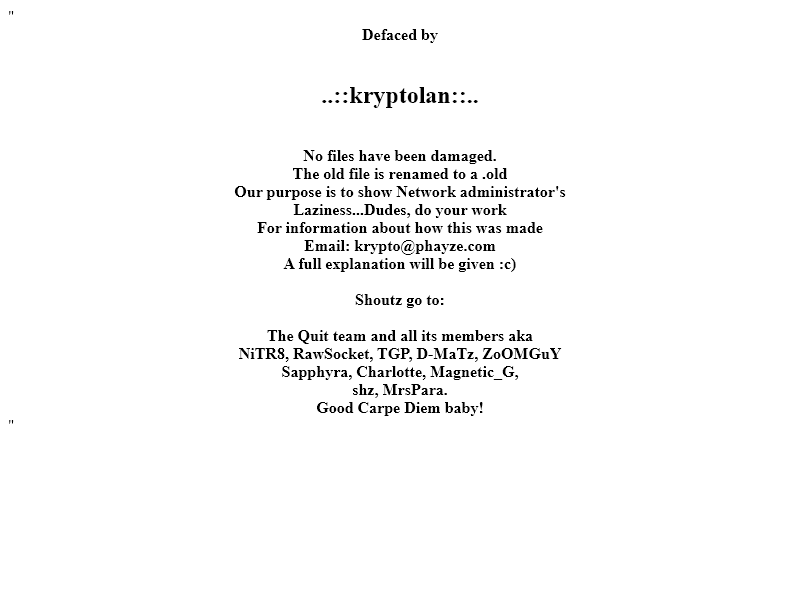 "
Defaced by
..::kryptolan::..
No files have been damaged.
The old file is renamed to a .old
Our purpose is to show Network administrator's
Laziness...Dudes, do your work
For information about how this was made
Email: krypto@phayze.com
A full explanation will be given :c)
Shoutz go to:
The Quit team and all its members aka
NiTR8, RawSocket, TGP, D-MaTz, ZoOMGuY
Sapphyra, Charlotte, Magnetic_G,
shz, MrsPara.
Good Carpe Diem baby!
"